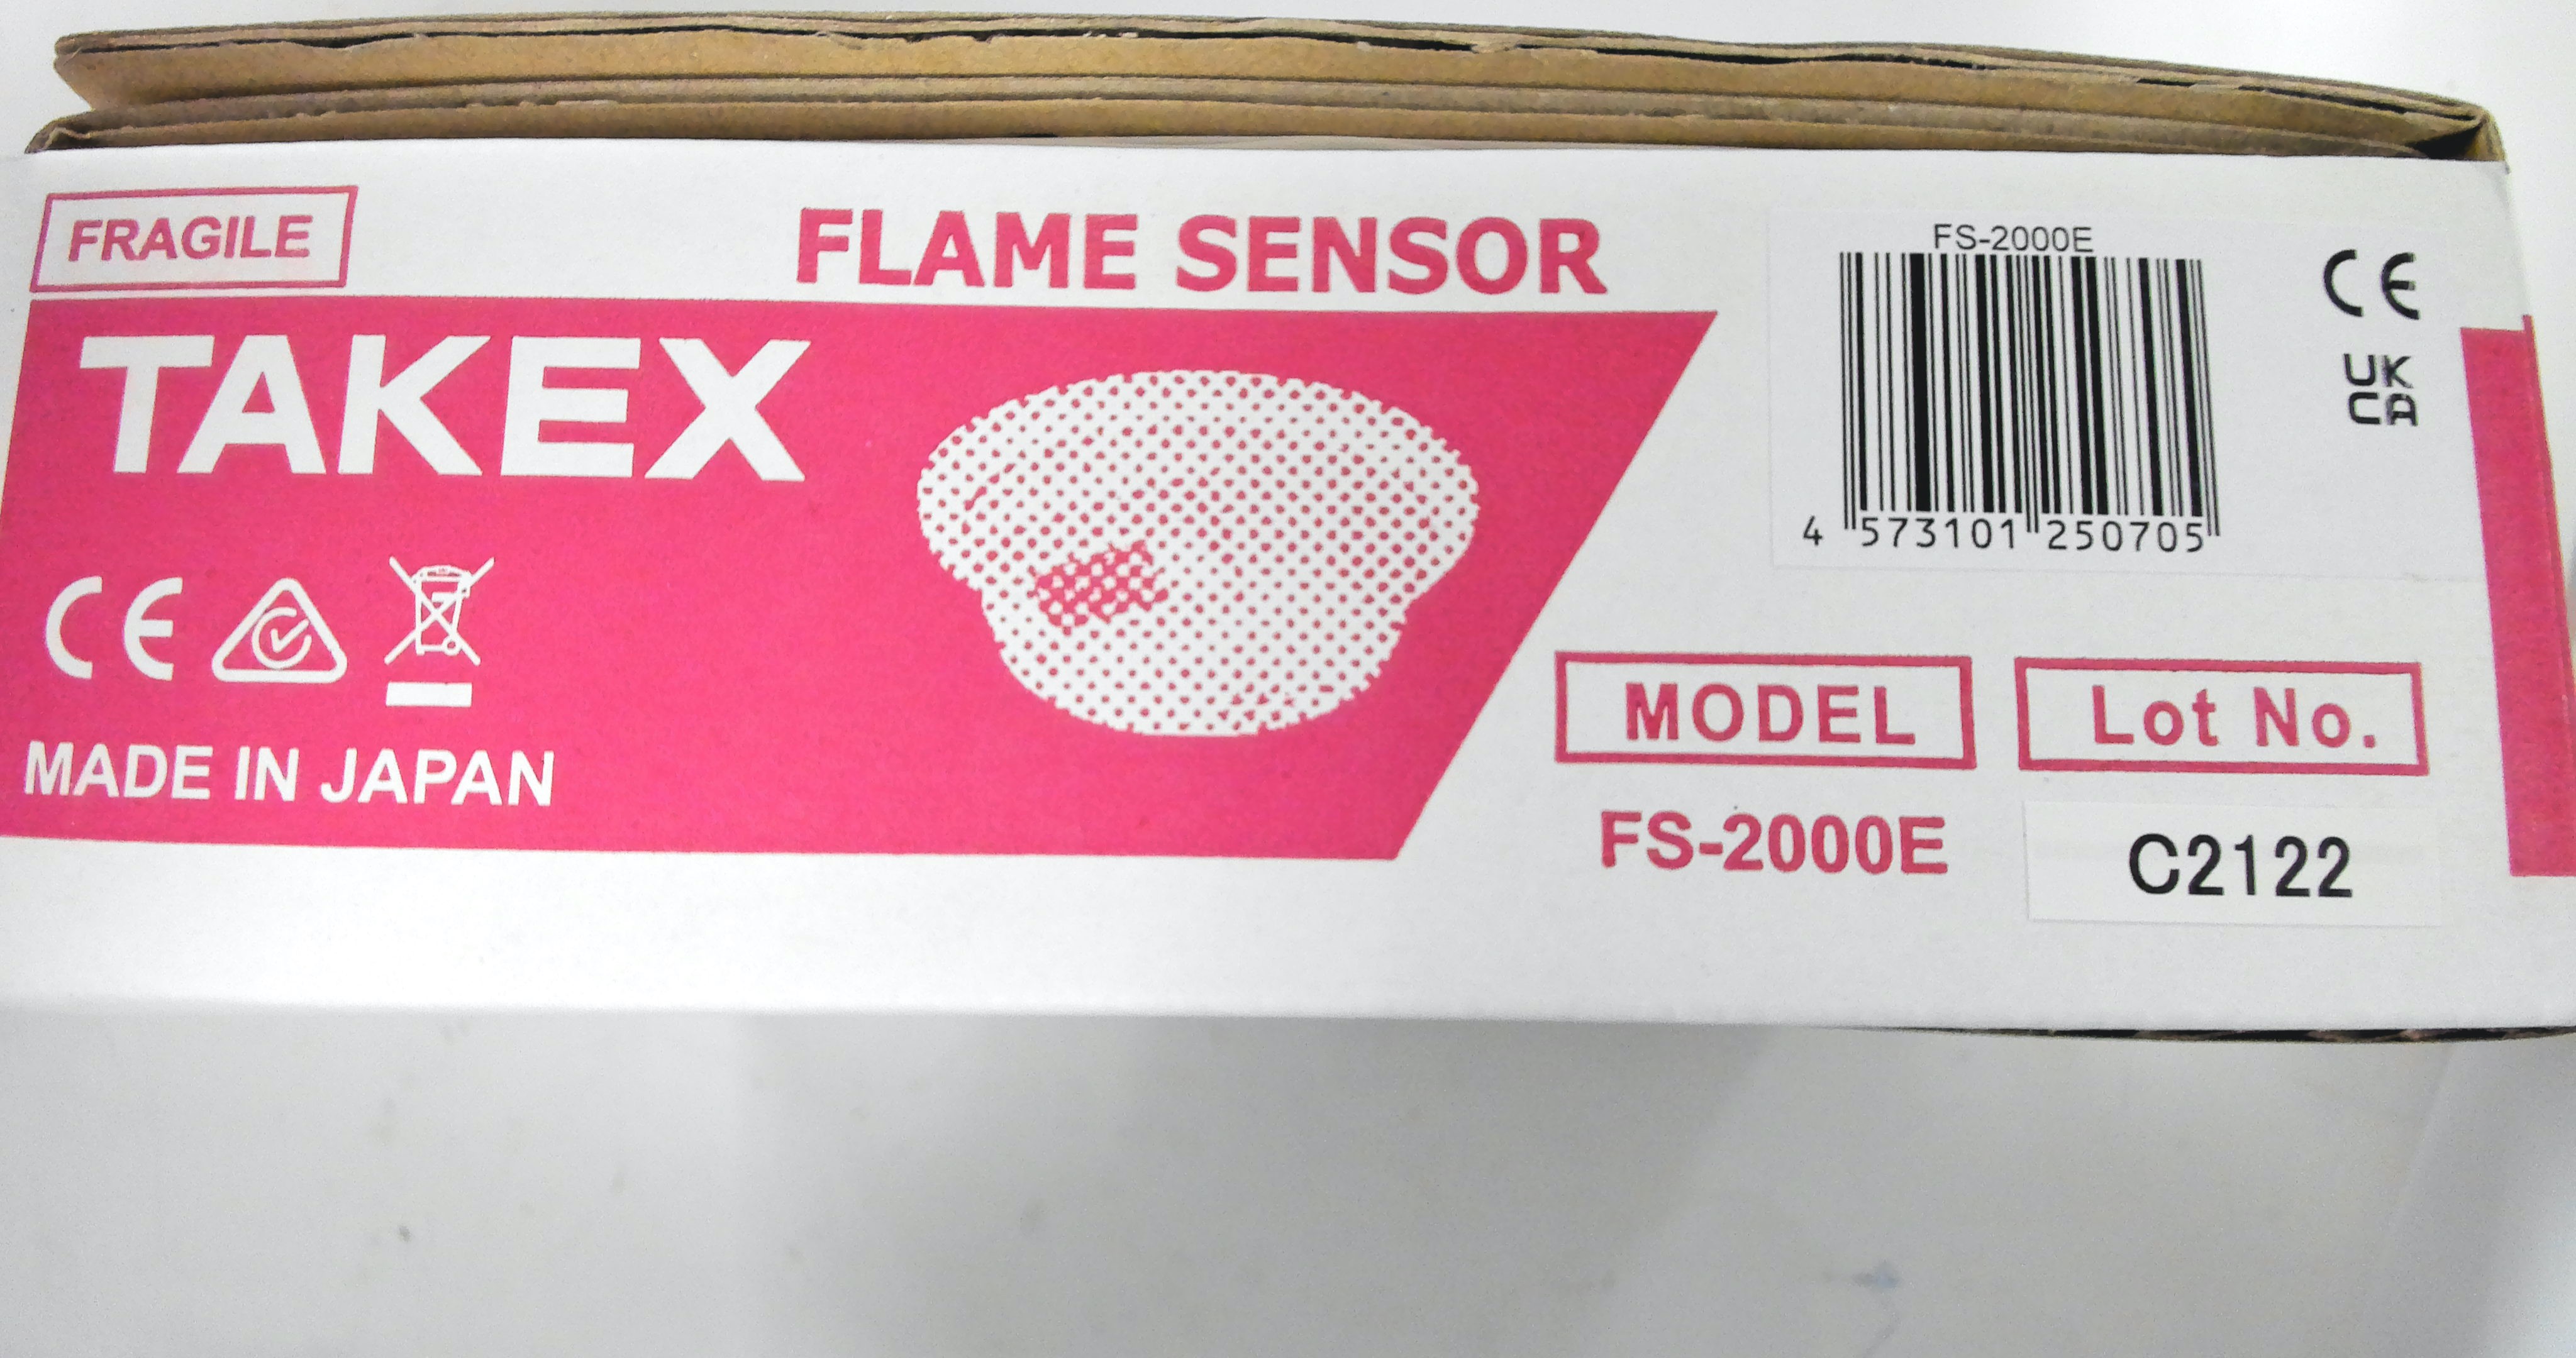 FRAGILE
FLAME SENSOR
TAKEX
CE
MADE IN JAPAN
FS-2000E
4 573101 250705
CE
UK
CA
MODEL
FS-2000E
Lot No.
C2122